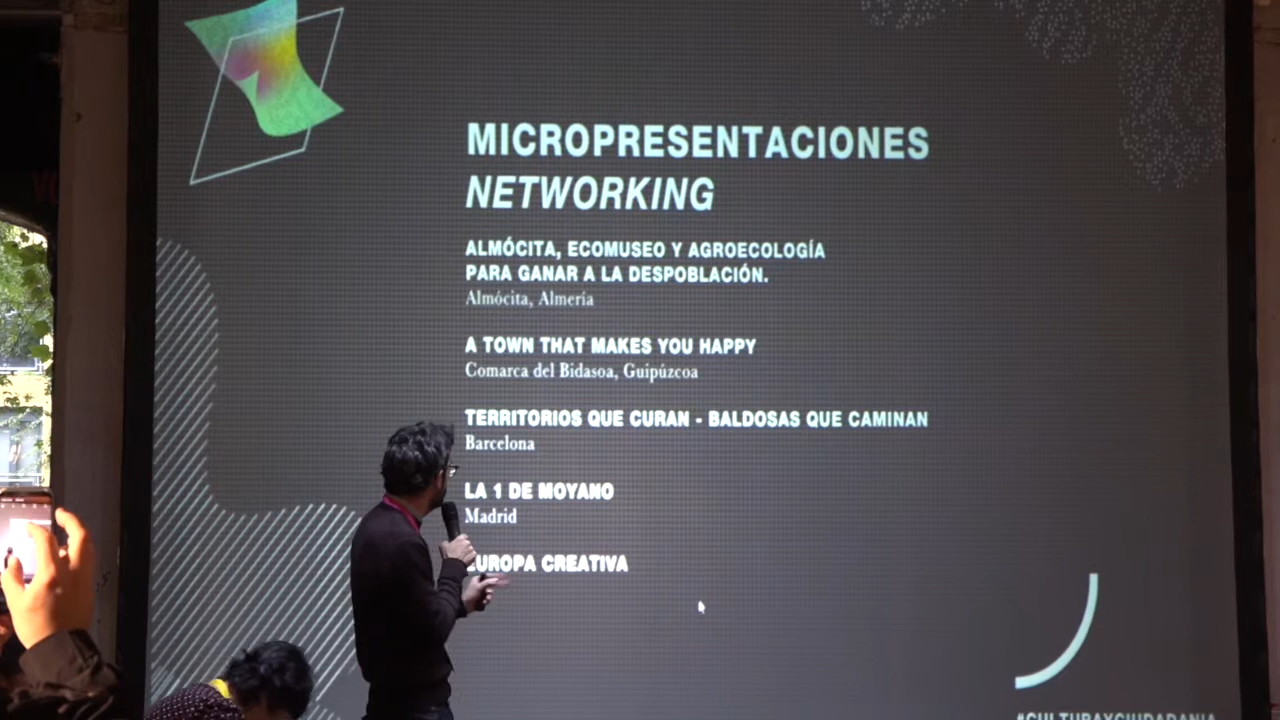 MICROPRESENTACIONES
NETWORKING
ALMÓCITA, ECOMUSEO Y AGROECOLOGÍA
PARA GANAR A LA DESPOBLACIÓN.
Almócita, Almería
A TOWN THAT MAKES YOU HAPPY
Comarca del Bidasoa, Guipúzcoa
TERRITORIOS QUE CURAN - BALDOSAS QUE CAMINAN
Barcelona
LA 1 DE MOYANO
Madrid
EUROPA CREATIVA
#CULTURAYCIUDADANIA